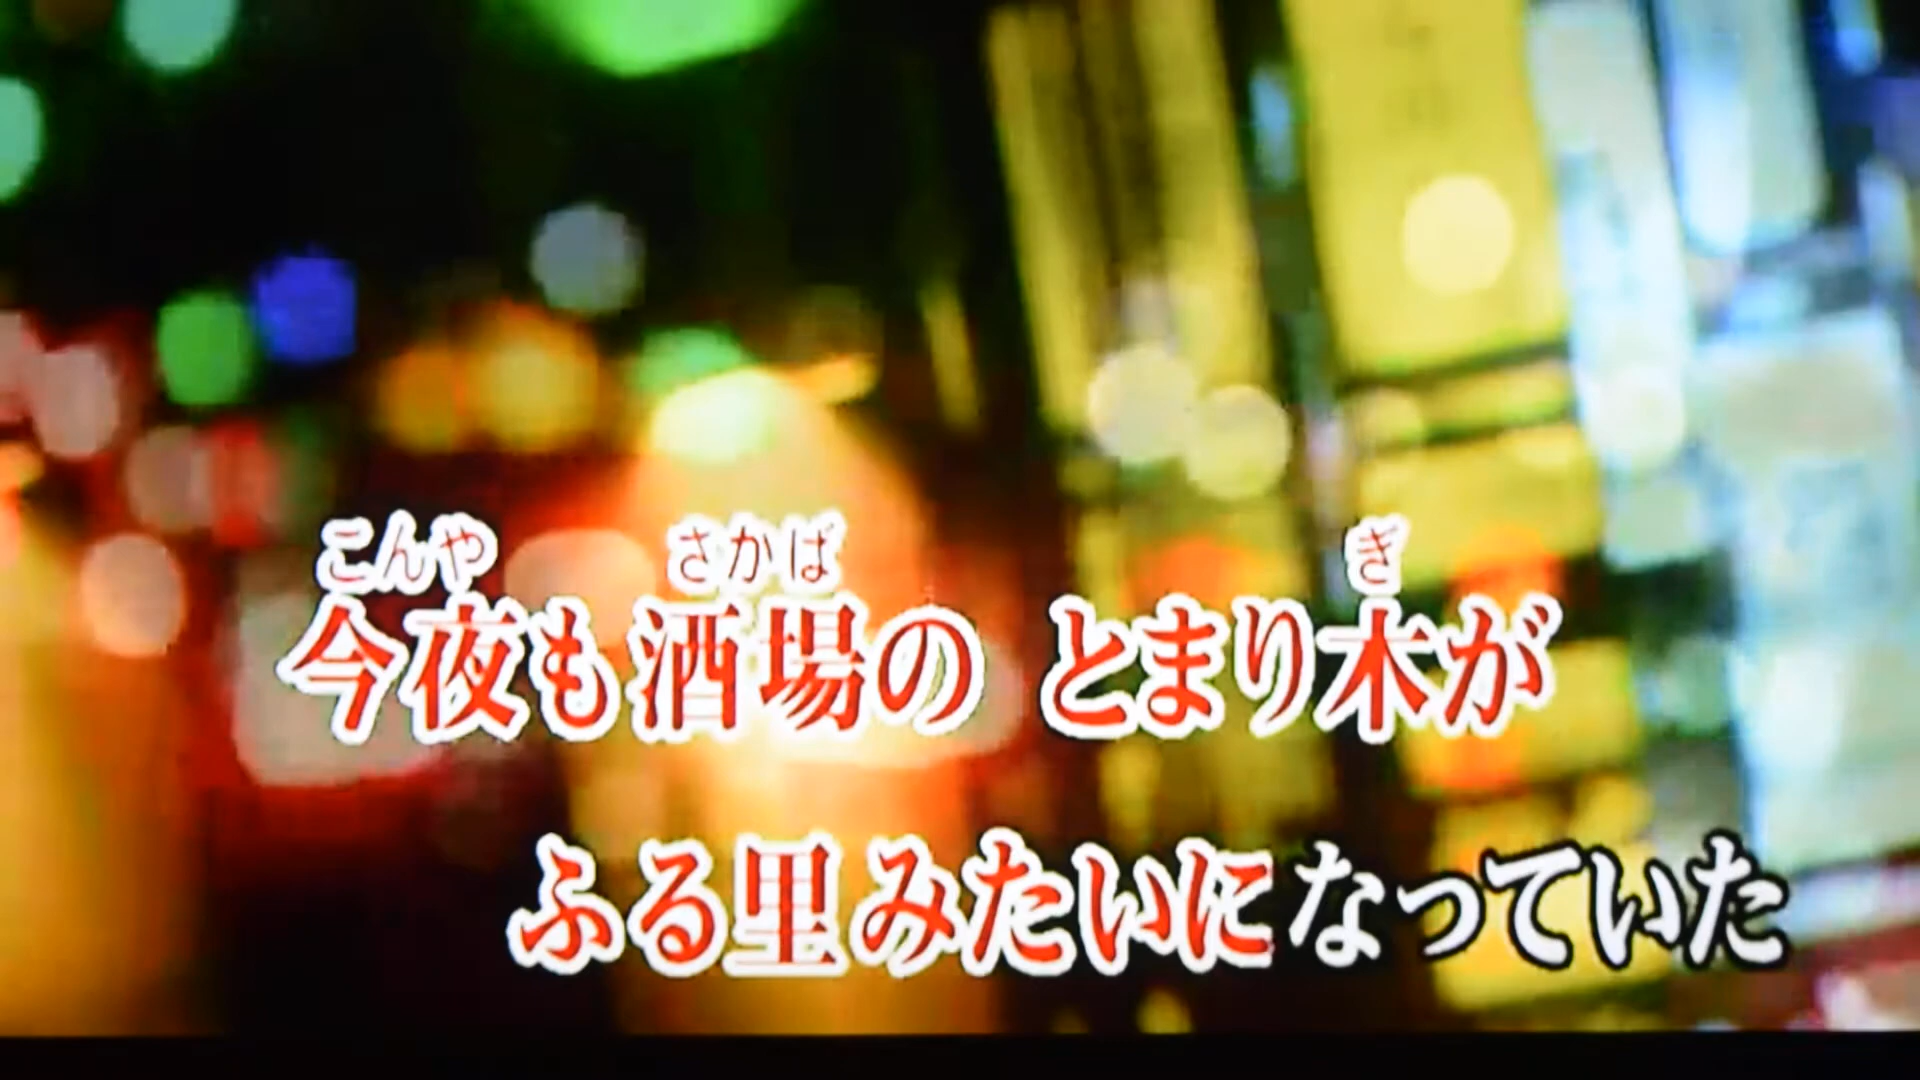 こんや さかば ぎ
今夜も酒場の とまり木が
ふる里みたいになっていた